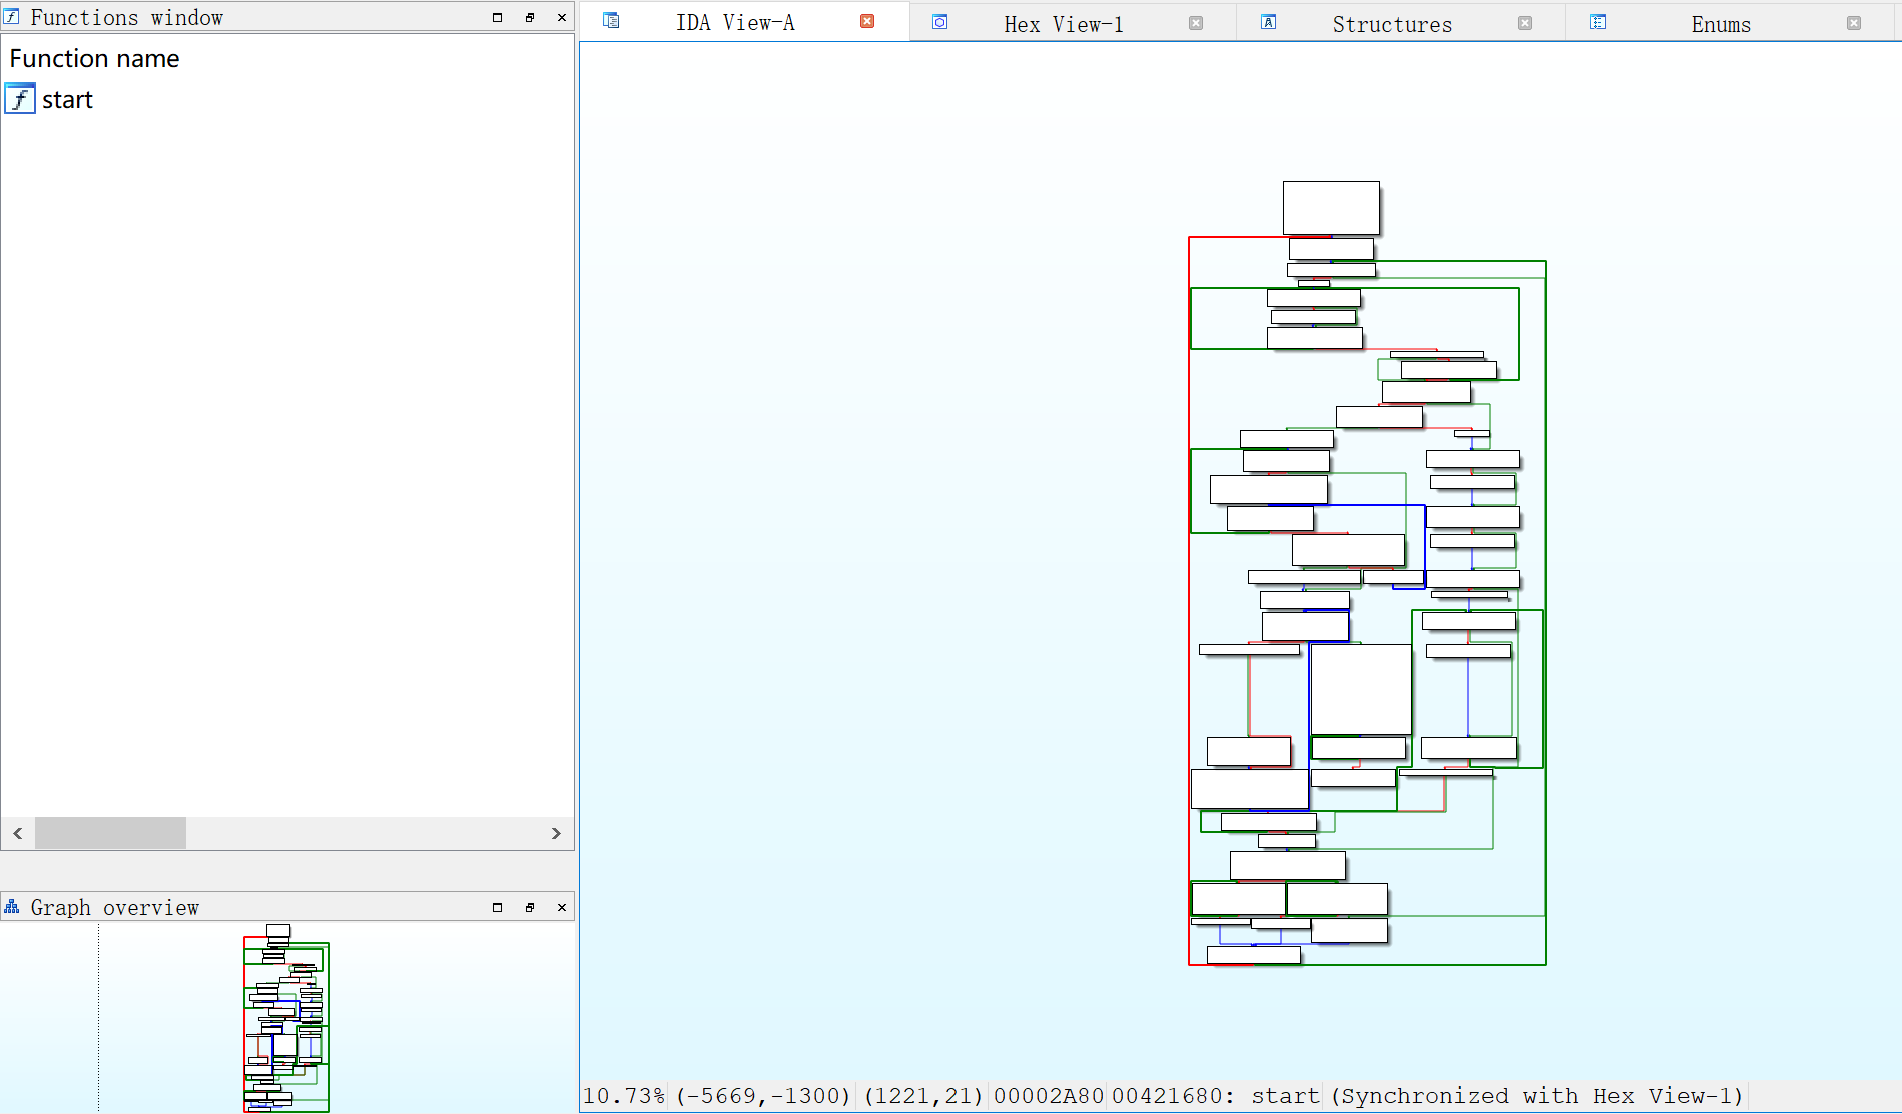 Functions window
Function name
start
Graph overview
IDA View-A
Hex View-1
Structures
Enums
10.73% (-5669,-1300) (1221,21) 00002A80 00421680: start (Synchronized with Hex View-1)